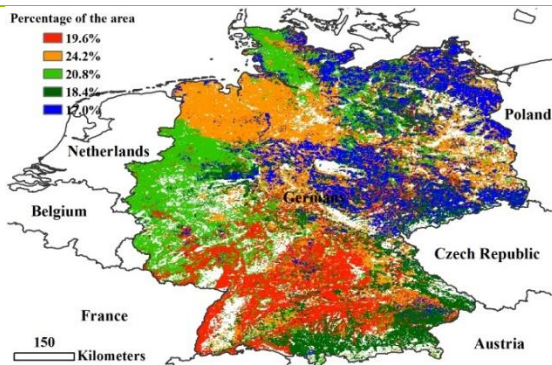 Percentage of the area
19.6%
24.2%
20.8%
18.4%
17.0%
Poland
Netherlands
Germans
Belgium
Czech Republic
France
Austria
150
Kilometers